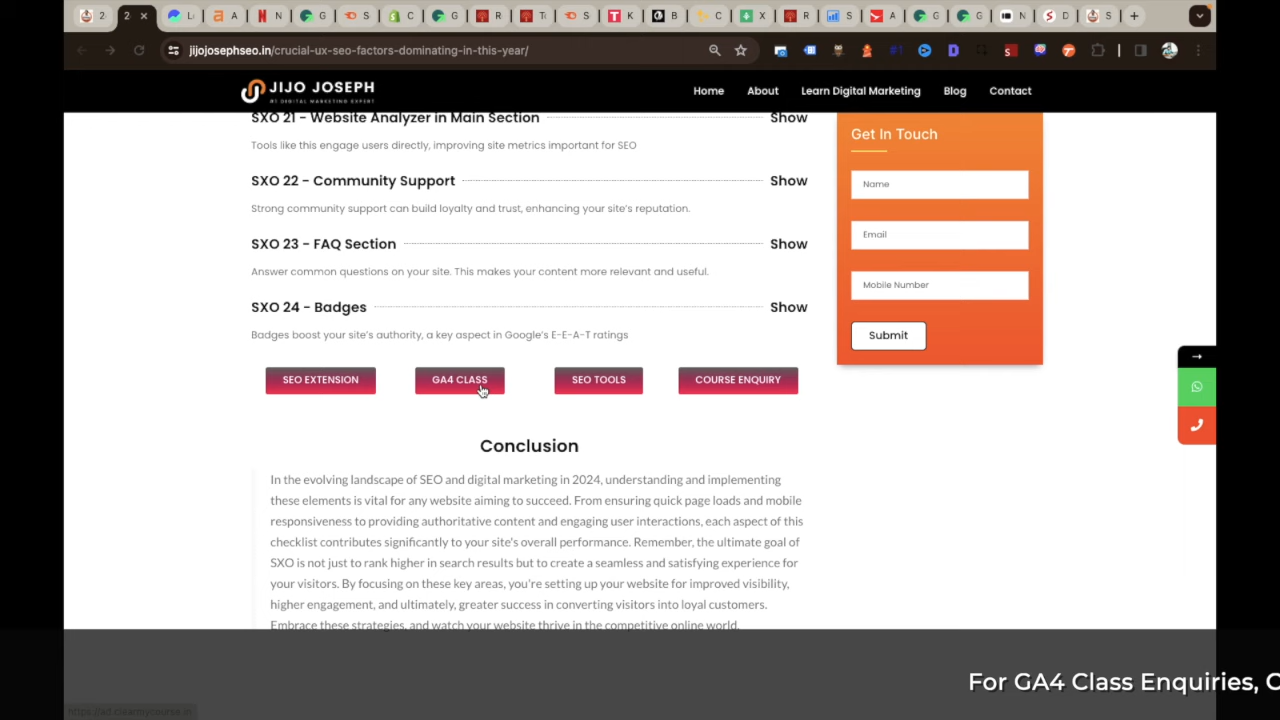 2
2
L
A
N
G
S
C
G
R
T
S
K
B
C
X
R
S
A
G
G
N
D
S
jijojosephseo.in/crucial-ux-seo-factors-dominating-in-this-year/
JIJO JOSEPH
#1 DIGITAL MARKETING EXPERT
Home About Learn Digital Marketing Blog Contact
SXO 21 - Website Analyzer in Main Section Show
Tools like this engage users directly, improving site metrics important for SEO
SXO 22 - Community Support Show
Strong community support can build loyalty and trust, enhancing your site's reputation.
SXO 23 - FAQ Section Show
Answer common questions on your site. This makes your content more relevant and useful.
SXO 24 - Badges Show
Badges boost your site's authority, a key aspect in Google's E-E-A-T ratings
SEO EXTENSION GA4 CLASS SEO TOOLS COURSE ENQUIRY
Get In Touch
Name
Email
Mobile Number
Submit
Conclusion
In the evolving landscape of SEO and digital marketing in 2024, understanding and implementing
these elements is vital for any website aiming to succeed. From ensuring quick page loads and mobile
responsiveness to providing authoritative content and engaging user interactions, each aspect of this
checklist contributes significantly to your site's overall performance. Remember, the ultimate goal of
SXO is not just to rank higher in search results but to create a seamless and satisfying experience for
your visitors. By focusing on these key areas, you're setting up your website for improved visibility,
higher engagement, and ultimately, greater success in converting visitors into loyal customers.
Embrace these strategies, and watch your website thrive in the competitive online world.
For GA4 Class Enquiries, C